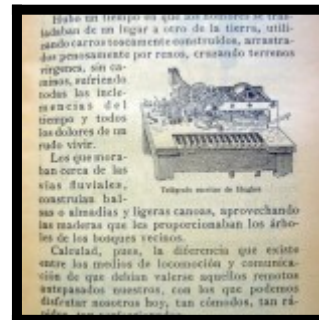 Hubo un tiempo en que los hombres se tras-
ladaban de un lugar a otro de la tierra, utili-
zando carros toscamente construidos, arrastra-
dos penosamente por renos, cruzando terrenos
vírgenes, sin ca-
minos, sufriendo
todas las incle-
mencias del
tiempo y todos
los dolores de un
rudo vivir.
Los que mora-
ban cerca de las
vías fluviales,
construían bal-
sas o almadías y ligeras canoas, aprovechando
las maderas que les proporcionaban los árbo-
les de los bosques vecinos.
Telégrafo escritor de Hughes
Calculad, pues, la diferencia que existe
entre los medios de locomoción y comunica-
ción de que debían valerse aquellos remotos
antepasados nuestros, con los que podemos
disfrutar nosotros hoy, tan cómodos, tan rá-